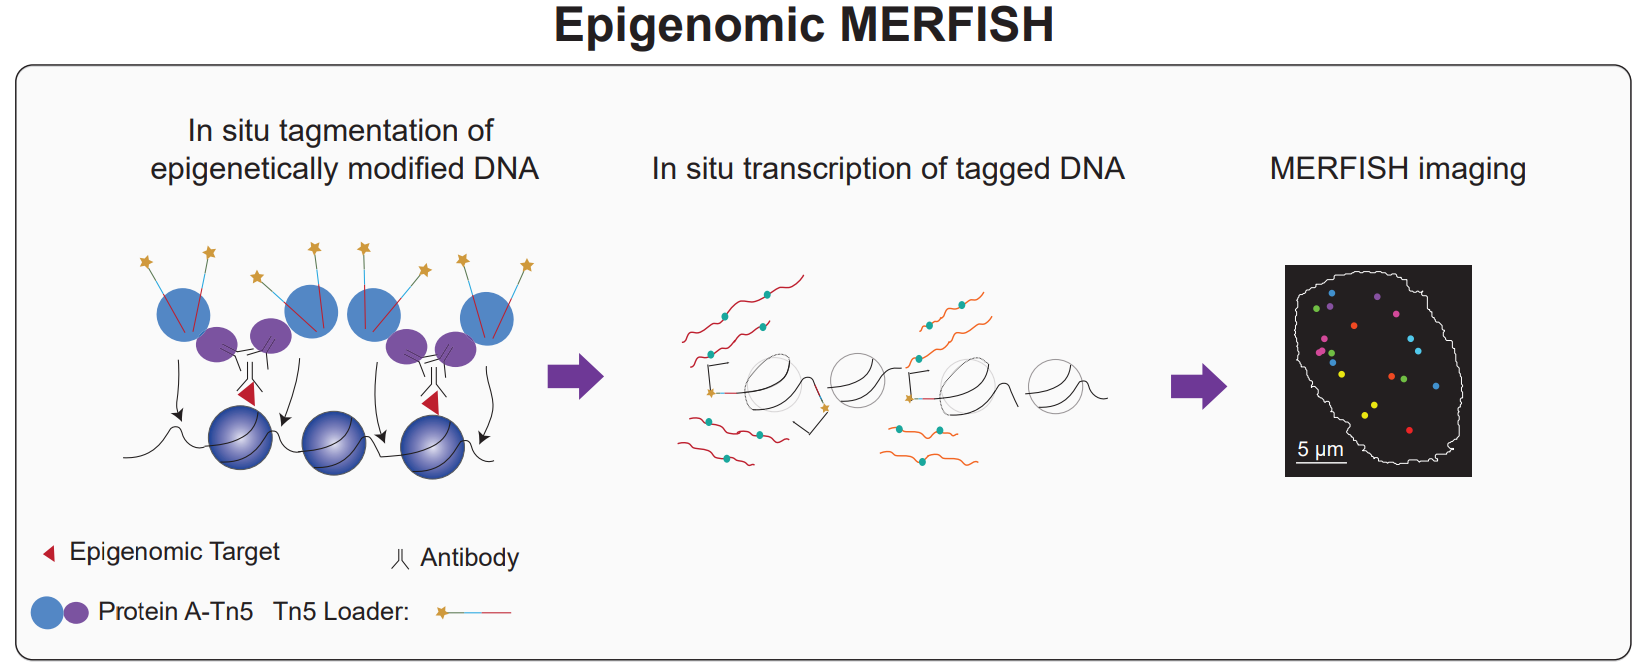 Epigenomic MERFISH
In situ tagmentation of
epigenetically modified DNA
In situ transcription of tagged DNA
MERFISH imaging
5 μm
Epigenomic Target
Antibody
Protein A-Tn5
Tn5 Loader: